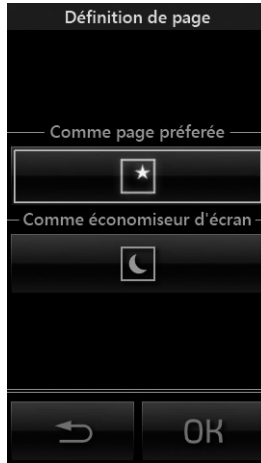 Définition de page
Comme page préferée
Comme économiseur d'écran
OK